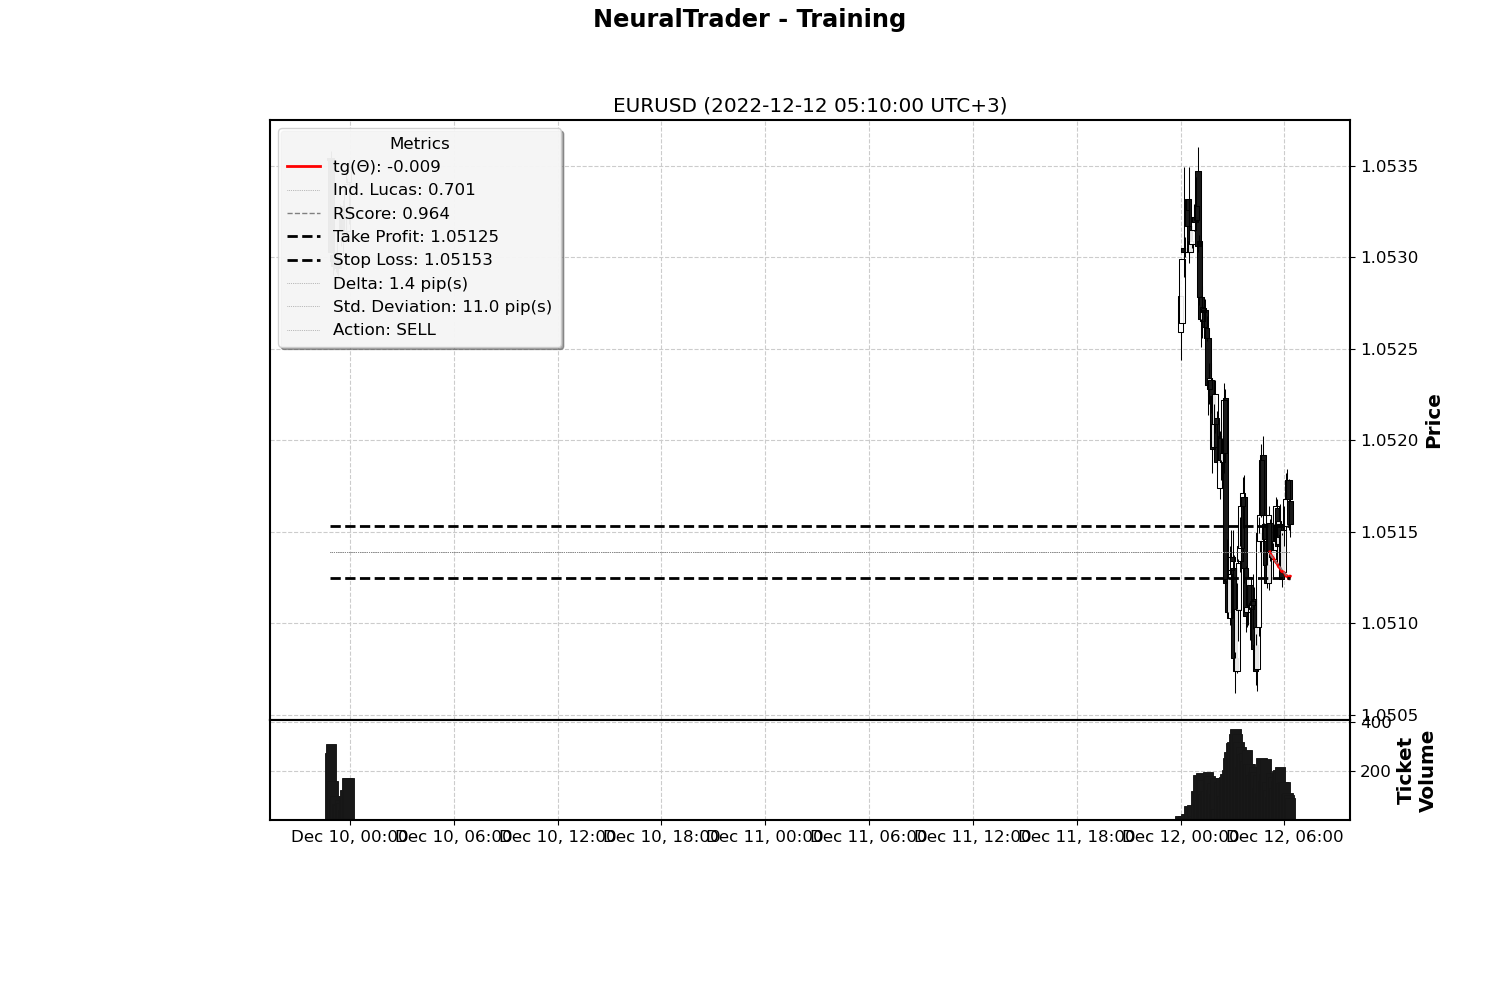 NeuralTrader - Training
EURUSD (2022-12-12 05:10:00 UTC+3)
Metrics
tg(Θ): -0.009
Ind. Lucas: 0.701
RScore: 0.964
Take Profit: 1.05125
Stop Loss: 1.05153
Delta: 1.4 pip(s)
Std. Deviation: 11.0 pip(s)
Action: SELL
1.0535
1.0530
1.0525
1.0520
1.0515
1.0510
1.0505
Price
400
200
Ticket
Volume
Dec 10, 00:00
Dec 10, 06:00
Dec 10, 12:00
Dec 10, 18:00
Dec 11, 00:00
Dec 11, 06:00
Dec 11, 12:00
Dec 11, 18:00
Dec 12, 00:00
Dec 12, 06:00